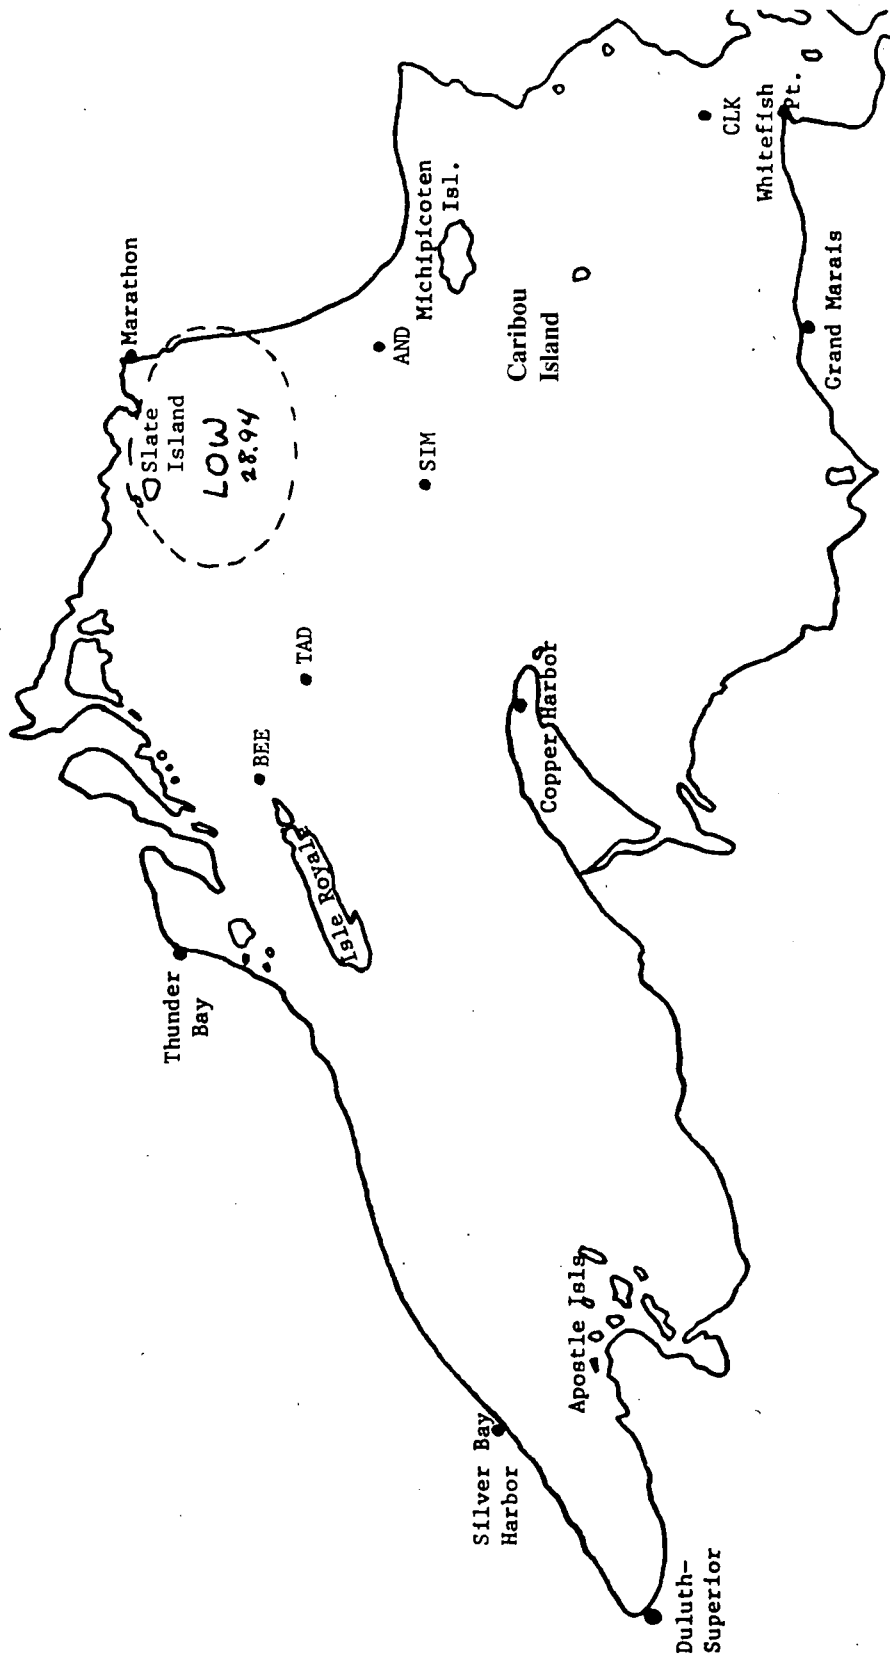 Marathon
Slate
Island
LOW
28.94
Thunder
Bay
BEE
TAD
Isle Royale
SIM
AND
Michipicoten
Isl.
Caribou
Island
Copper Harbor
CLK
Whitefish
Pt.
Grand Marais
Silver Bay
Harbor
Apostle Isls
Duluth-
Superior